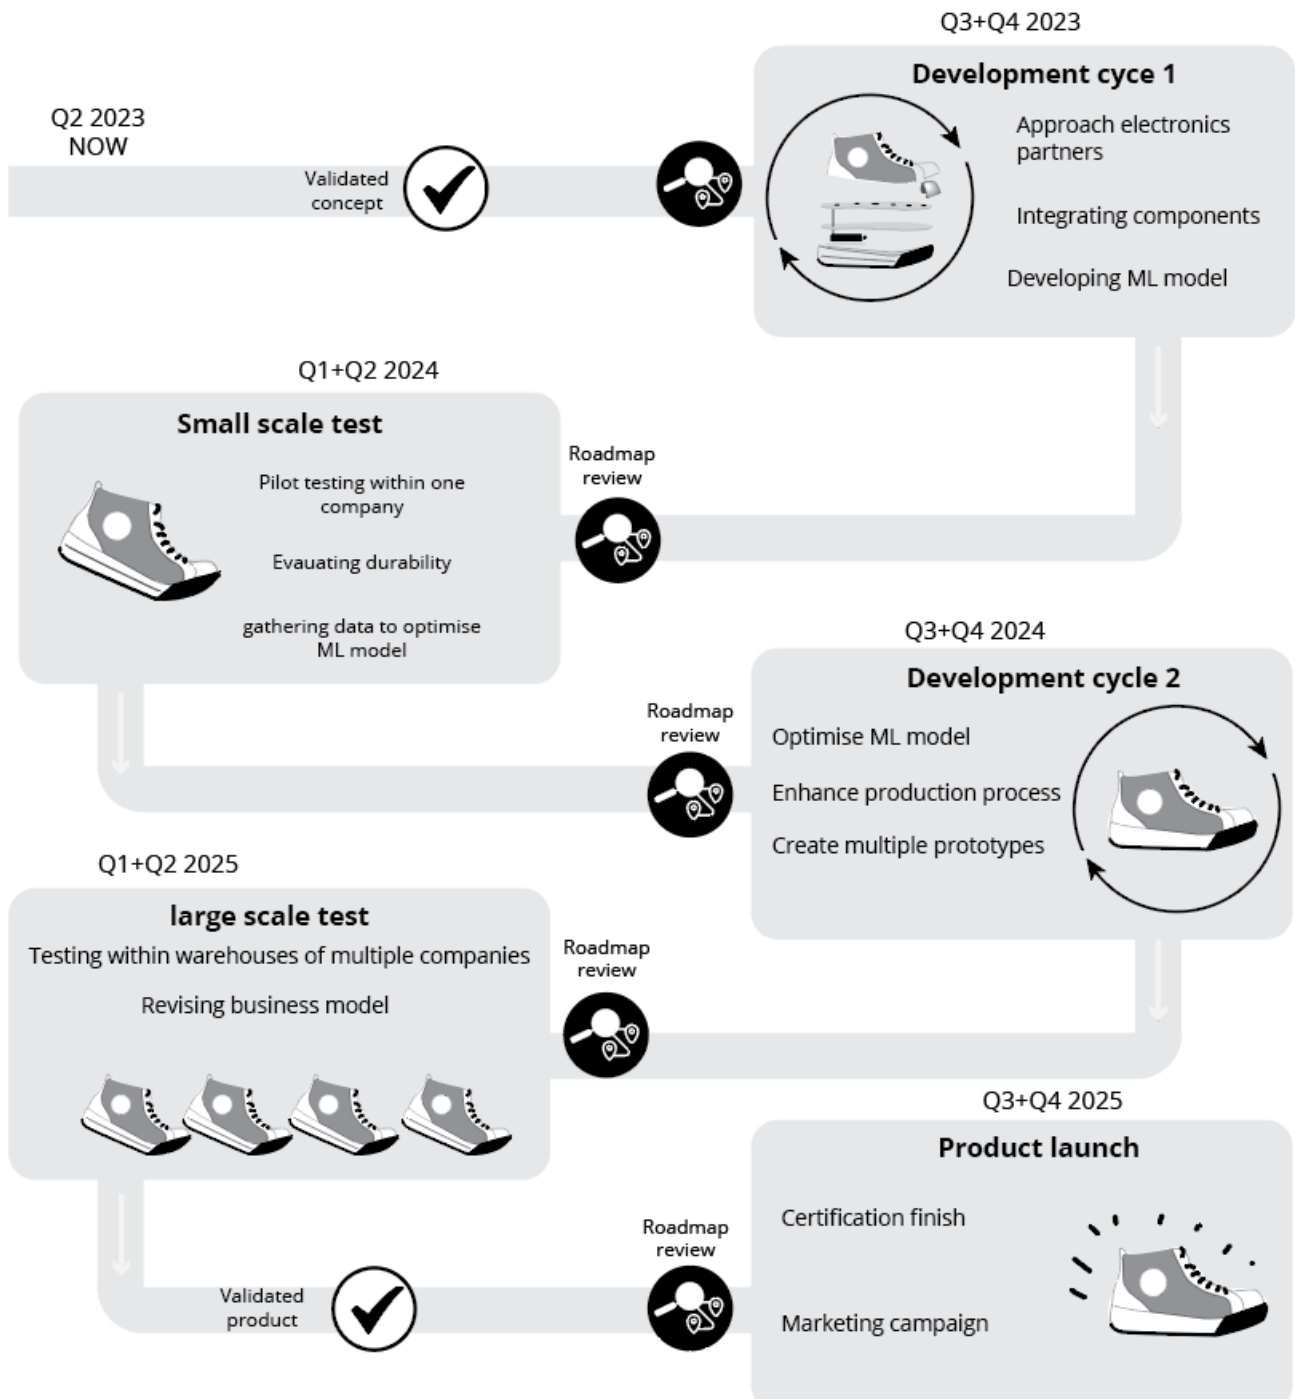 Q3+Q4 2023
Development cyce 1
Q2 2023
NOW
Validated
concept
Approach electronics
partners
Integrating components
Developing ML model
Q1+Q2 2024
Small scale test
Pilot testing within one
company
Evauating durability
gathering data to optimise
ML model
Roadmap
review
Q3+Q4 2024
Development cycle 2
Roadmap
review
Optimise ML model
Enhance production process
Create multiple prototypes
Q1+Q2 2025
large scale test
Testing within warehouses of multiple companies
Revising business model
Roadmap
review
Q3+Q4 2025
Product launch
Certification finish
Marketing campaign
Roadmap
review
Validated
product